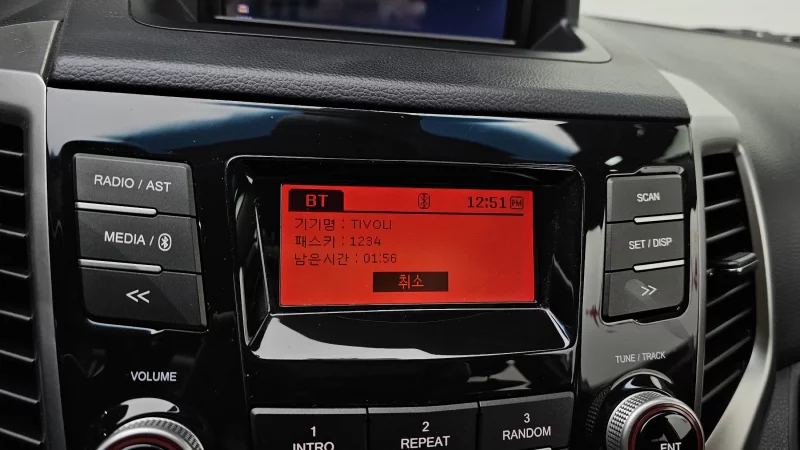 RADIO / AST
MEDIA /
<<
BT 12:51 PM
기기명 : TIVOLI
패스키 : 1234
남은시간 : 01:56
취소
SCAN
SET / DISP
>>
VOLUME
TUNE / TRACK
1
INTRO
2
REPEAT
3
RANDOM
ENT